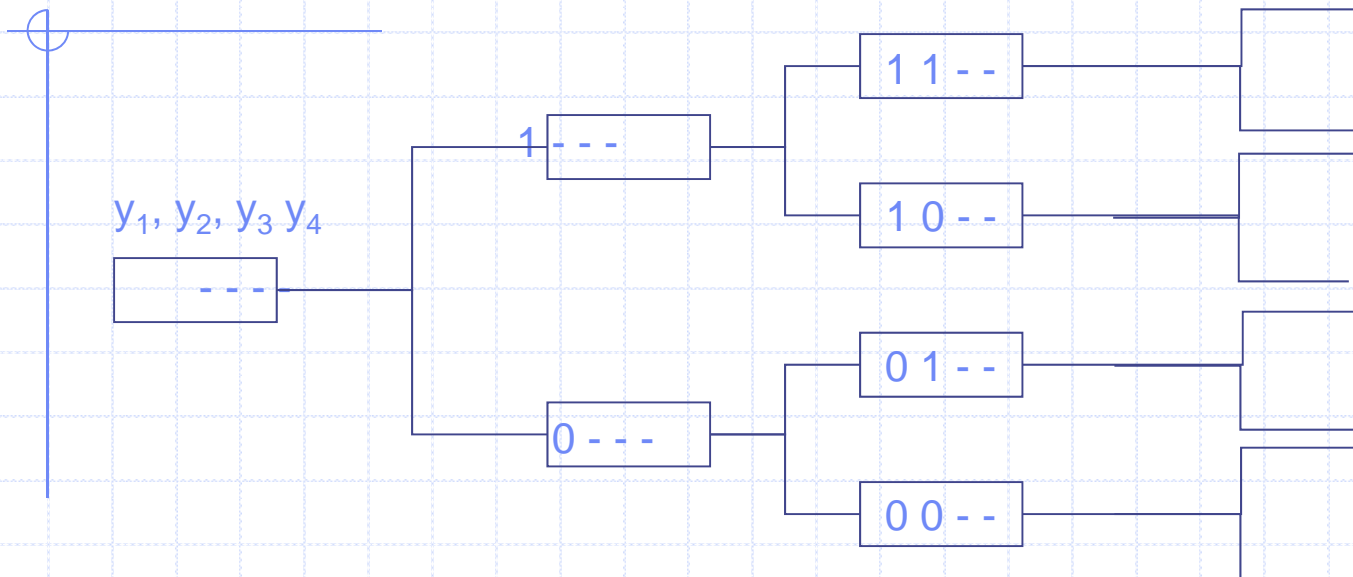 1 1 - -
1 - - -
y₁, y₂, y₃ y₄
1 0 - -
- - - -
0 1 - -
0 - - -
0 0 - -